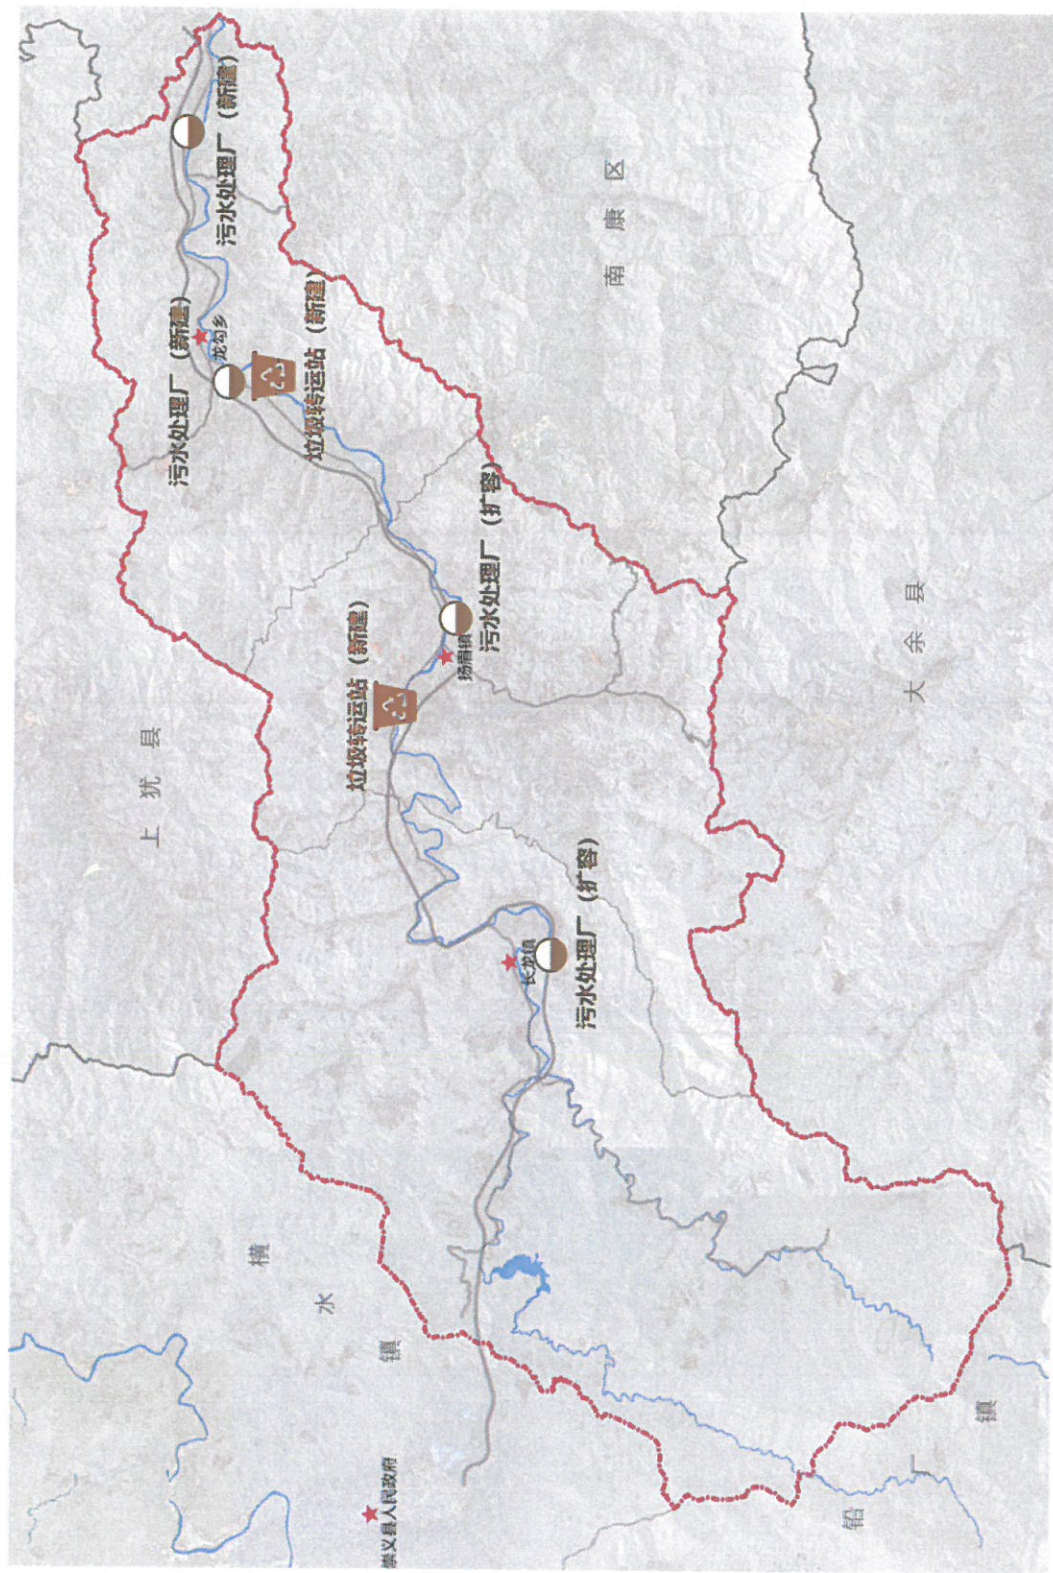 上犹县
污水处理厂（新建）
污水处理厂（新建）
龙勾乡
横水镇
垃圾转运站（新建）
垃圾转运站（新建）
崇义县人民政府
扬眉镇
污水处理厂（扩容）
长龙镇
污水处理厂（扩容）
南康区
大余县
铅厂镇